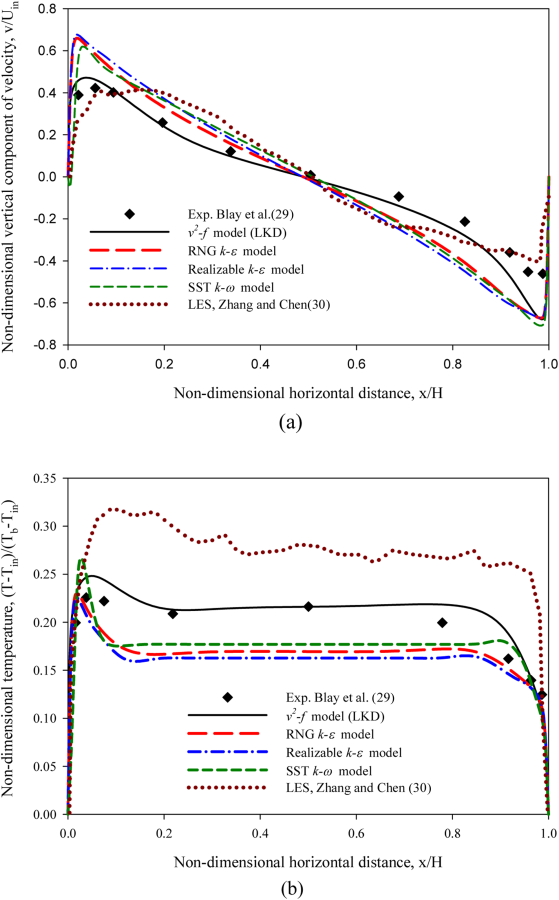 Non-dimensional vertical component of velocity, v/Uin
0.8
0.6
0.4
0.2
0.0
-0.2
-0.4
-0.6
-0.8
Exp. Blay et al.(29)
v²-f model (LKD)
RNG k-ε model
Realizable k-ε model
SST k-ω model
LES, Zhang and Chen(30)
0.0 0.2 0.4 0.6 0.8 1.0
Non-dimensional horizontal distance, x/H
(a)
Non-dimensional temperature, (T-Tin)/(Tb-Tin)
0.35
0.30
0.25
0.20
0.15
0.10
0.05
0.00
Exp. Blay et al. (29)
v²-f model (LKD)
RNG k-ε model
Realizable k-ε model
SST k-ω model
LES, Zhang and Chen (30)
0.0 0.2 0.4 0.6 0.8 1.0
Non-dimensional horizontal distance, x/H
(b)